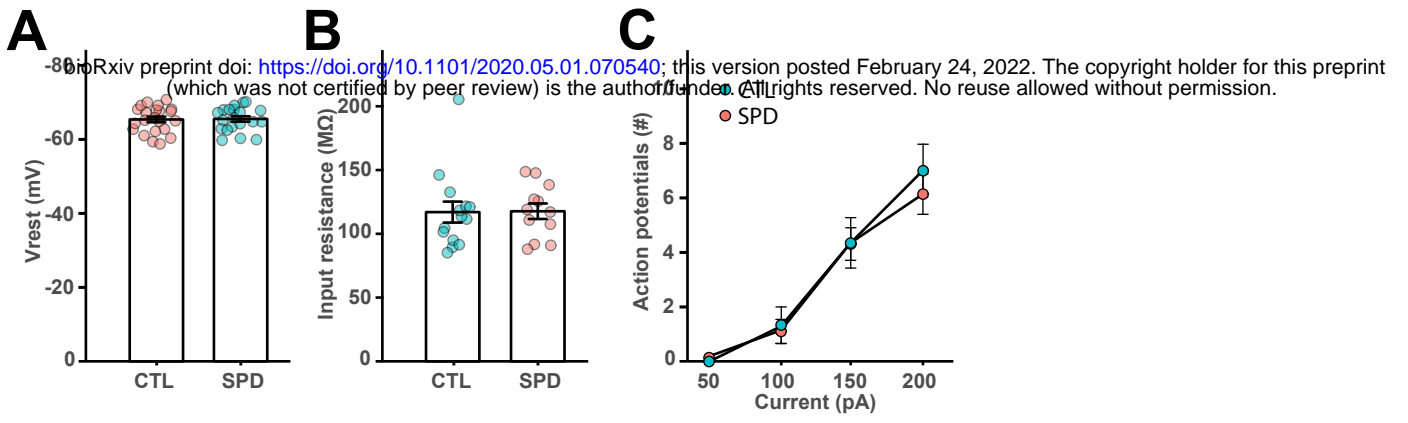 A B C
bioRxiv preprint doi: https://doi.org/10.1101/2020.05.01.070540; this version posted February 24, 2022. The copyright holder for this preprint
(which was not certified by peer review) is the author/funder. All rights reserved. No reuse allowed without permission.
-80
-60
-40
-20
0
Vrest (mV)
CTL SPD
200
150
100
50
0
Input resistance (MΩ)
CTL SPD
10
8
6
4
2
0
Action potentials (#)
CTL
SPD
50 100 150 200
Current (pA)